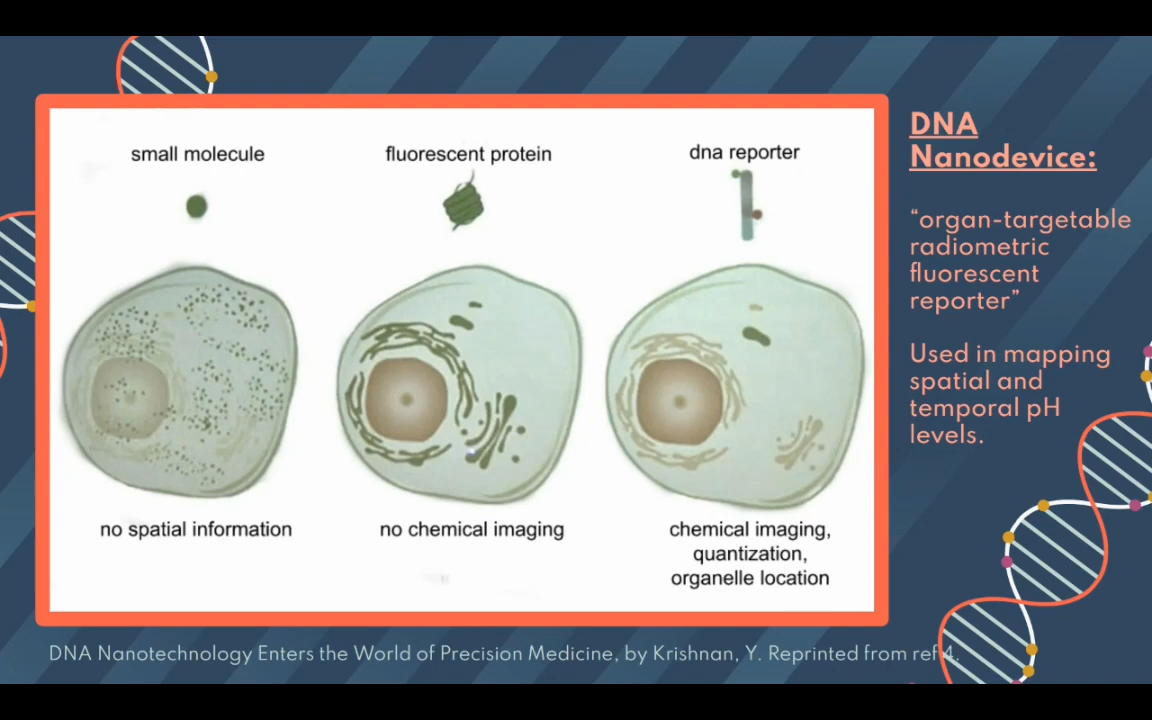 small molecule
fluorescent protein
dna reporter
no spatial information
no chemical imaging
chemical imaging,
quantization,
organelle location
DNA
Nanodevice:
“organ-targetable
radiometric
fluorescent
reporter”
Used in mapping
spatial and
temporal pH
levels.
DNA Nanotechnology Enters the World of Precision Medicine, by Krishnan, Y. Reprinted from ref 4.